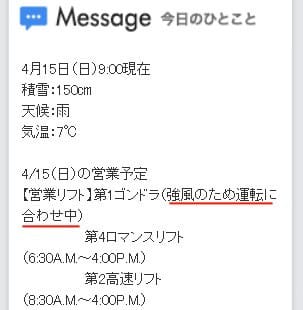 Message 今日のひとこと
4月15日(日)9:00現在
積雪:150cm
天候:雨
気温:7℃
4/15(日)の営業予定
【営業リフト】第1ゴンドラ(強風のため運転に
合わせ中)
第4ロマンスリフト
(6:30A.M.～4:00P.M.)
第2高速リフト
(8:30A.M.～4:00P.M.)